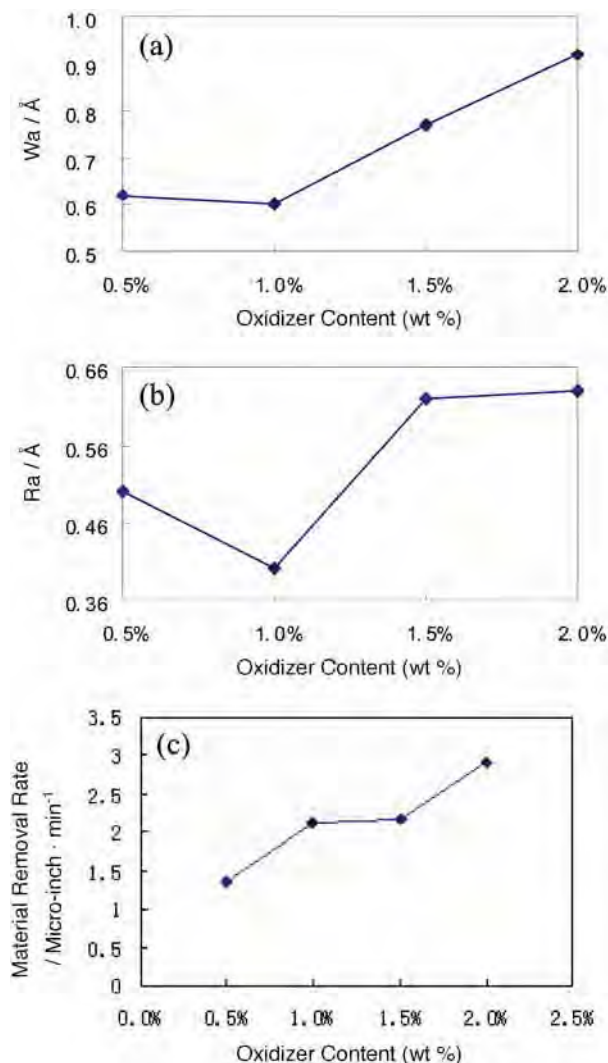 (a)
Wa / Å
1.0
0.9
0.8
0.7
0.6
0.5
0.5% 1.0% 1.5% 2.0%
Oxidizer Content (wt %)
(b)
Ra / Å
0.66
0.56
0.46
0.36
0.5% 1.0% 1.5% 2.0%
Oxidizer Content (wt %)
(c)
Material Removal Rate
/ Micro-inch · min⁻¹
3.5
3
2.5
2
1.5
1
0.5
0
0.0% 0.5% 1.0% 1.5% 2.0% 2.5%
Oxidizer Content (wt %)